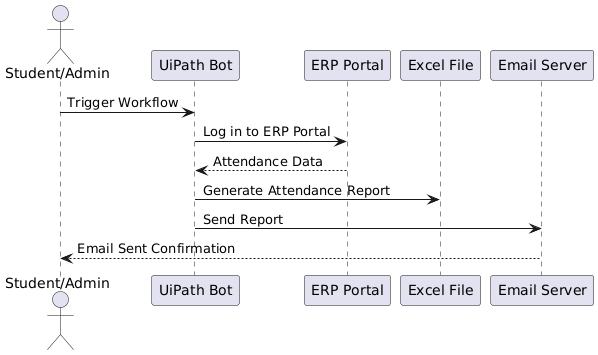 Student/Admin
UiPath Bot
ERP Portal
Excel File
Email Server
Trigger Workflow
Log in to ERP Portal
Attendance Data
Generate Attendance Report
Send Report
Email Sent Confirmation
Student/Admin
UiPath Bot
ERP Portal
Excel File
Email Server